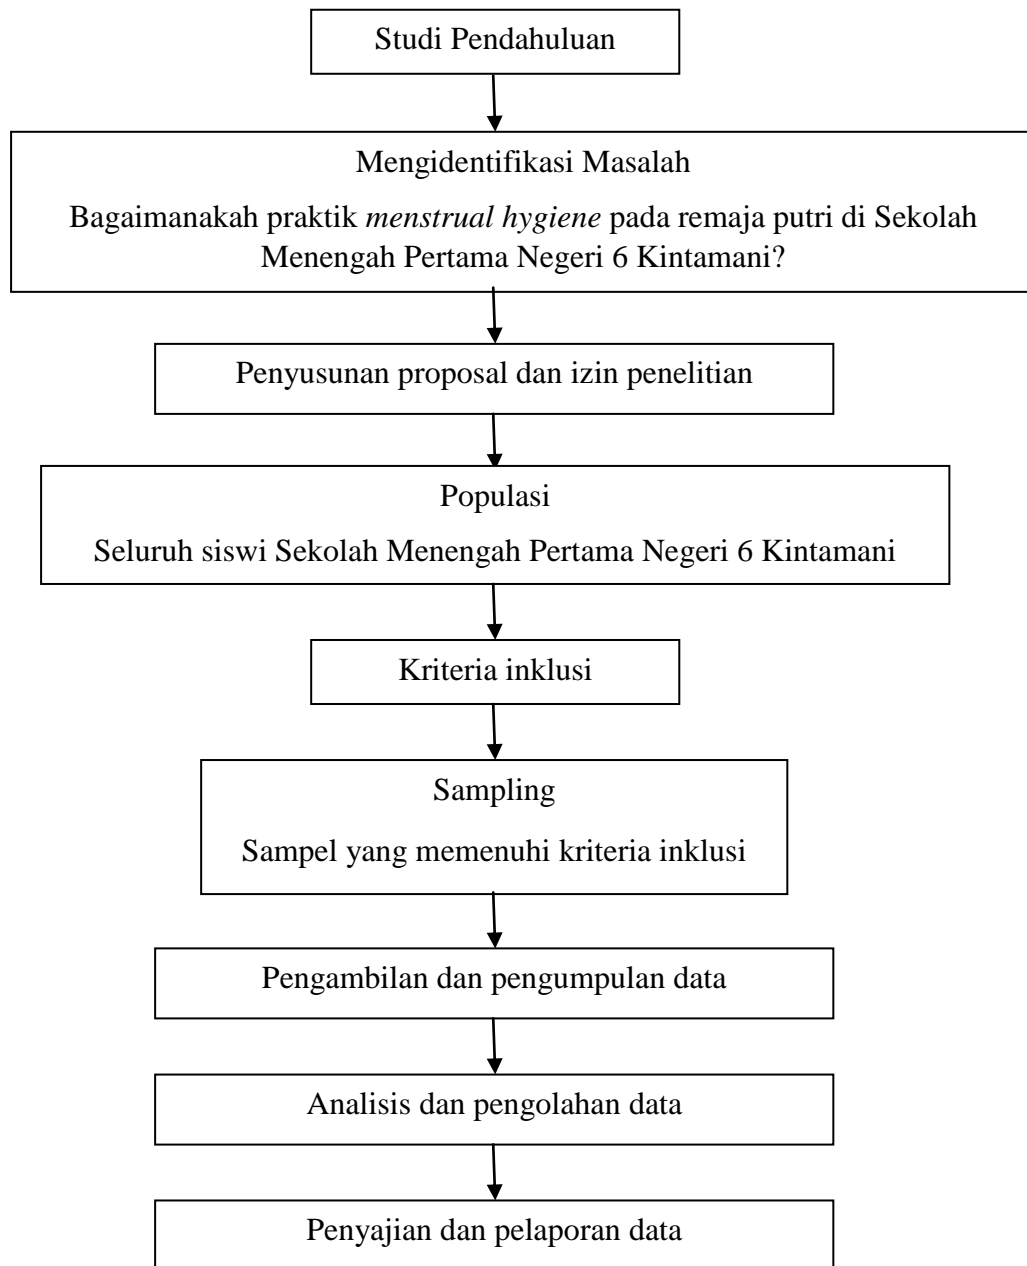 Studi Pendahuluan
Mengidentifikasi Masalah
Bagaimanakah praktik menstrual hygiene pada remaja putri di Sekolah
Menengah Pertama Negeri 6 Kintamani?
Penyusunan proposal dan izin penelitian
Populasi
Seluruh siswi Sekolah Menengah Pertama Negeri 6 Kintamani
Kriteria inklusi
Sampling
Sampel yang memenuhi kriteria inklusi
Pengambilan dan pengumpulan data
Analisis dan pengolahan data
Penyajian dan pelaporan data